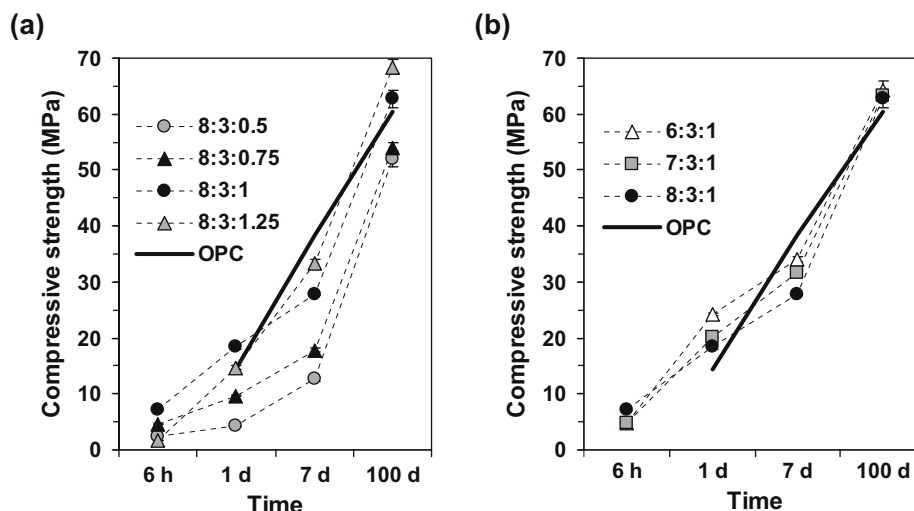 (a)
Compressive strength (MPa)
70
60
50
40
30
20
10
0
8:3:0.5
8:3:0.75
8:3:1
8:3:1.25
OPC
6 h 1 d 7 d 100 d
Time
(b)
Compressive strength (MPa)
70
60
50
40
30
20
10
0
6:3:1
7:3:1
8:3:1
OPC
6 h 1 d 7 d 100 d
Time